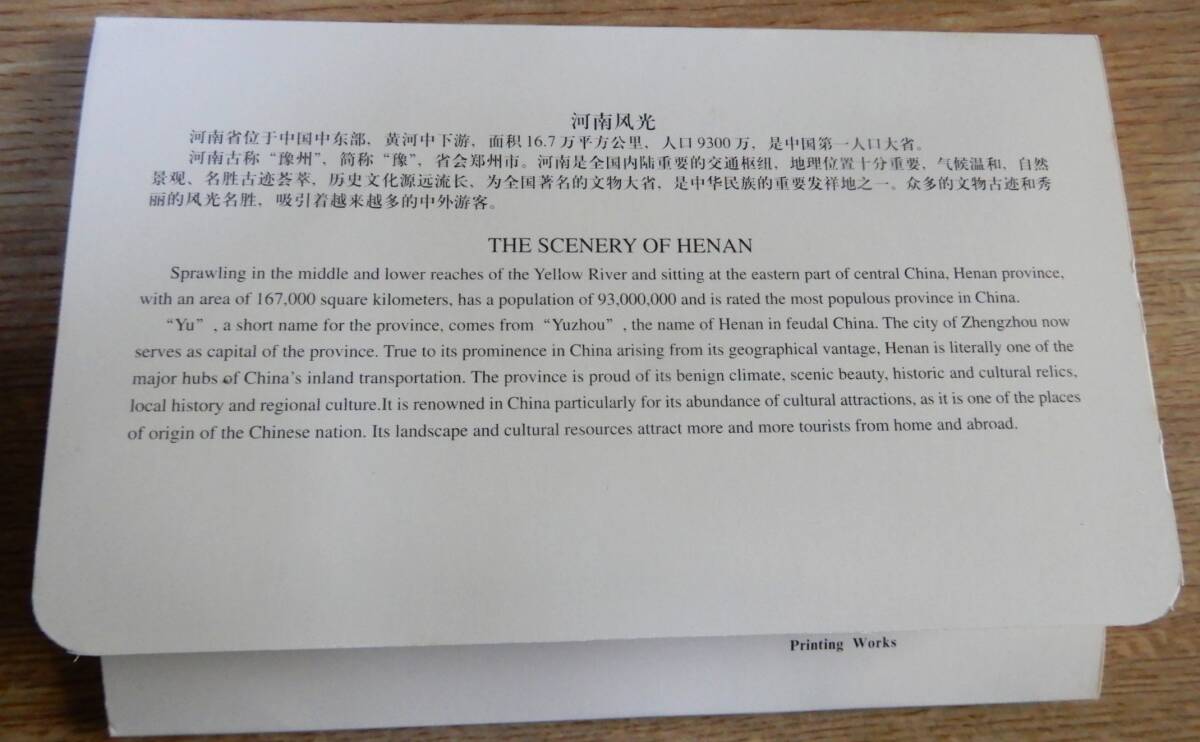 河南风光
河南省位于中国中东部，黄河中下游，面积16.7万平方公里，人口9300万，是中国第一人口大省。
河南古称“豫州”，简称“豫”，省会郑州市。河南是全国内陆重要的交通枢纽，地理位置十分重要，气候温和，自然
景观、名胜古迹荟萃，历史文化源远流长，为全国著名的文物大省，是中华民族的重要发祥地之一。众多的文物古迹和秀
丽的风光名胜，吸引着越来越多的中外游客。
THE SCENERY OF HENAN
Sprawling in the middle and lower reaches of the Yellow River and sitting at the eastern part of central China, Henan province,
with an area of 167,000 square kilometers, has a population of 93,000,000 and is rated the most populous province in China.
“Yu”, a short name for the province, comes from “Yuzhou”, the name of Henan in feudal China. The city of Zhengzhou now
serves as capital of the province. True to its prominence in China arising from its geographical vantage, Henan is literally one of the
major hubs of China's inland transportation. The province is proud of its benign climate, scenic beauty, historic and cultural relics,
local history and regional culture.It is renowned in China particularly for its abundance of cultural attractions, as it is one of the places
of origin of the Chinese nation. Its landscape and cultural resources attract more and more tourists from home and abroad.
Printing Works